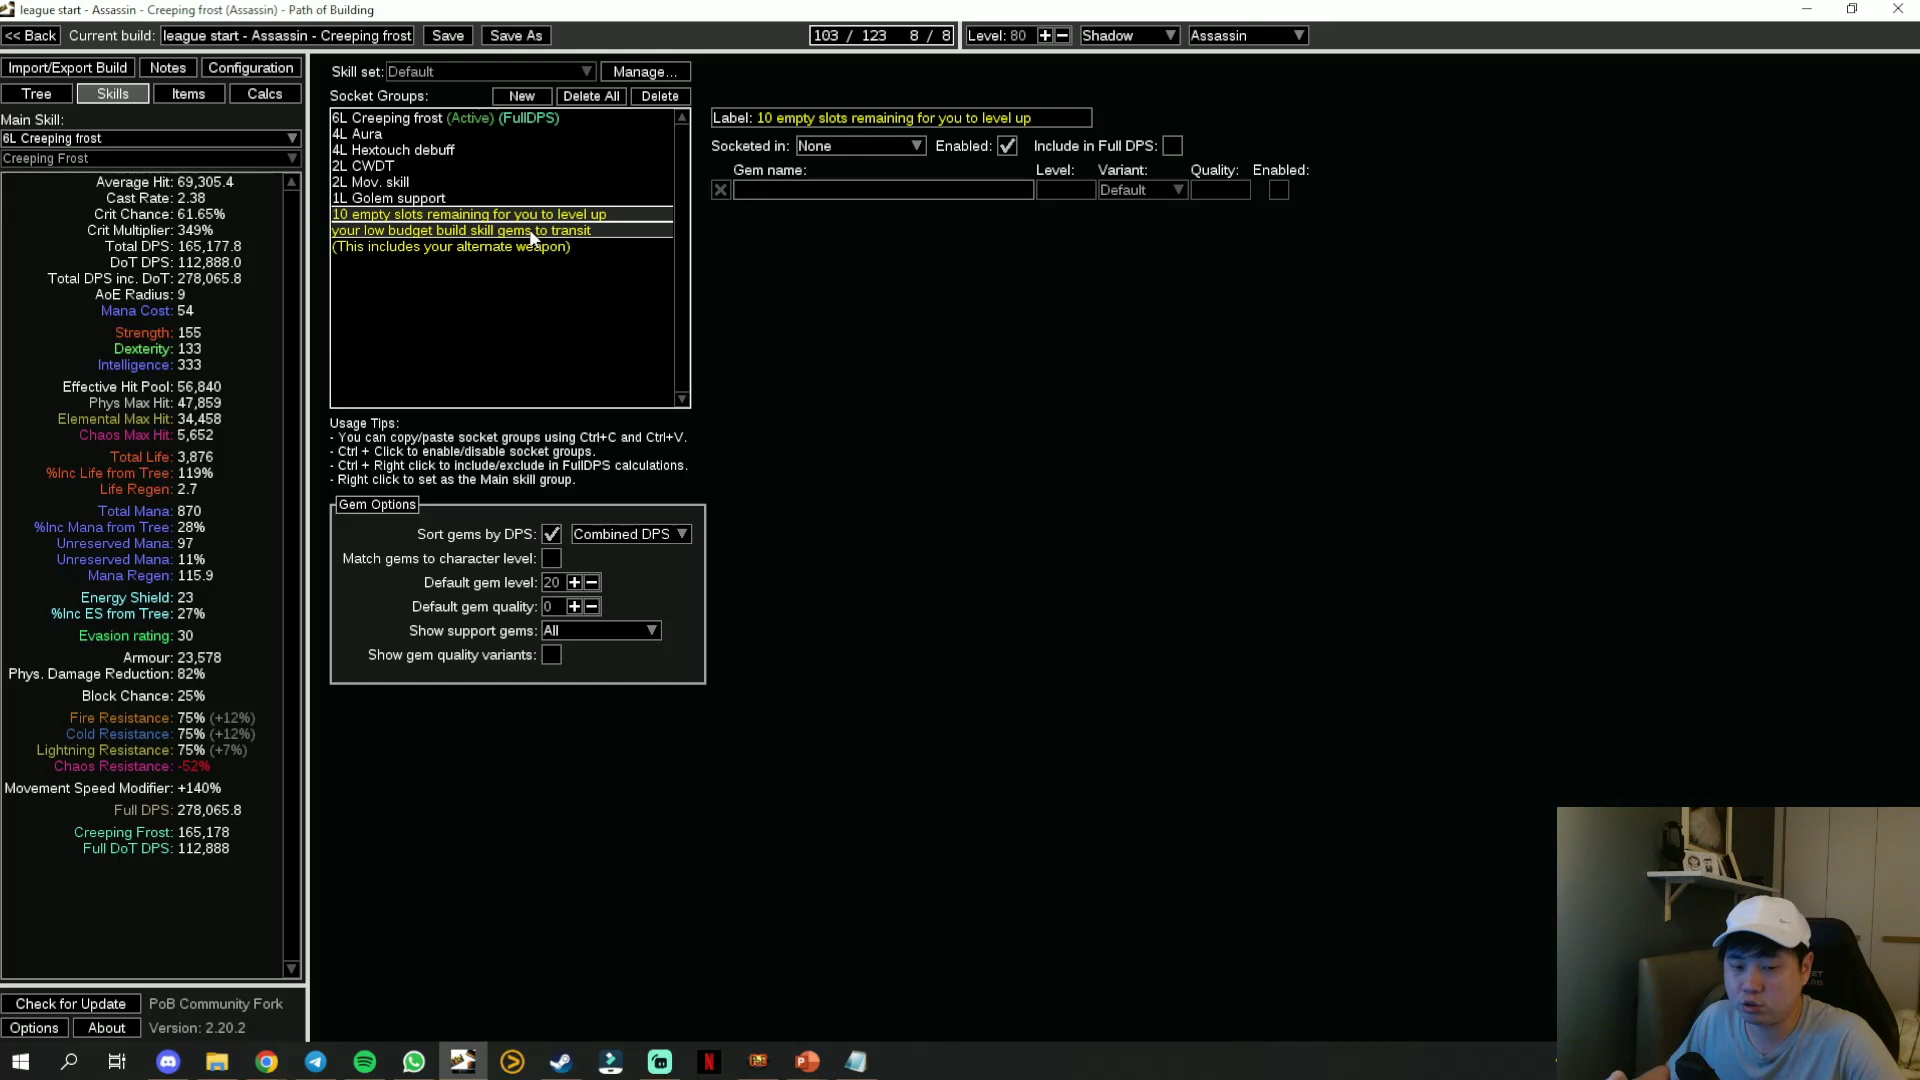 league start - Assassin - Creeping frost (Assassin) - Path of Building
<< Back Current build: league start - Assassin - Creeping frost Save Save As 103 / 123 8 / 8 Level: 80 Shadow Assassin
Import/Export Build Notes Configuration
Tree Skills Items Calcs
Main Skill:
6L Creeping frost
Creeping Frost
Average Hit: 69,305.4
Cast Rate: 2.38
Crit Chance: 61.65%
Crit Multiplier: 349%
Total DPS: 165,177.8
DoT DPS: 112,888.0
Total DPS inc. DoT: 278,065.8
AoE Radius: 9
Mana Cost: 54
Strength: 155
Dexterity: 133
Intelligence: 333
Effective Hit Pool: 56,840
Phys Max Hit: 47,859
Elemental Max Hit: 34,458
Chaos Max Hit: 5,652
Total Life: 3,876
%Inc Life from Tree: 119%
Life Regen: 2.7
Total Mana: 870
%Inc Mana from Tree: 28%
Unreserved Mana: 97
Unreserved Mana: 11%
Mana Regen: 115.9
Energy Shield: 23
%Inc ES from Tree: 27%
Evasion rating: 30
Armour: 23,578
Phys. Damage Reduction: 82%
Block Chance: 25%
Fire Resistance: 75% (+12%)
Cold Resistance: 75% (+12%)
Lightning Resistance: 75% (+7%)
Chaos Resistance: -52%
Movement Speed Modifier: +140%
Full DPS: 278,065.8
Creeping Frost: 165,178
Full DoT DPS: 112,888
Check for Update PoB Community Fork
Options About Version: 2.20.2
Skill set: Default Manage...
Socket Groups: New Delete All Delete
6L Creeping frost (Active) (FullDPS)
4L Aura
4L Hextouch debuff
2L CWDT
2L Mov. skill
1L Golem support
10 empty slots remaining for you to level up
your low budget build skill gems to transit
(This includes your alternate weapon)
Usage Tips:
- You can copy/paste socket groups using Ctrl+C and Ctrl+V.
- Ctrl + Click to enable/disable socket groups.
- Ctrl + Right click to include/exclude in FullDPS calculations.
- Right click to set as the Main skill group.
Gem Options
Sort gems by DPS: Combined DPS
Match gems to character level:
Default gem level: 20
Default gem quality: 0
Show support gems: All
Show gem quality variants:
Label: 10 empty slots remaining for you to level up
Socketed in: None Enabled: Include in Full DPS:
Gem name: Level: Variant: Quality: Enabled:
Default